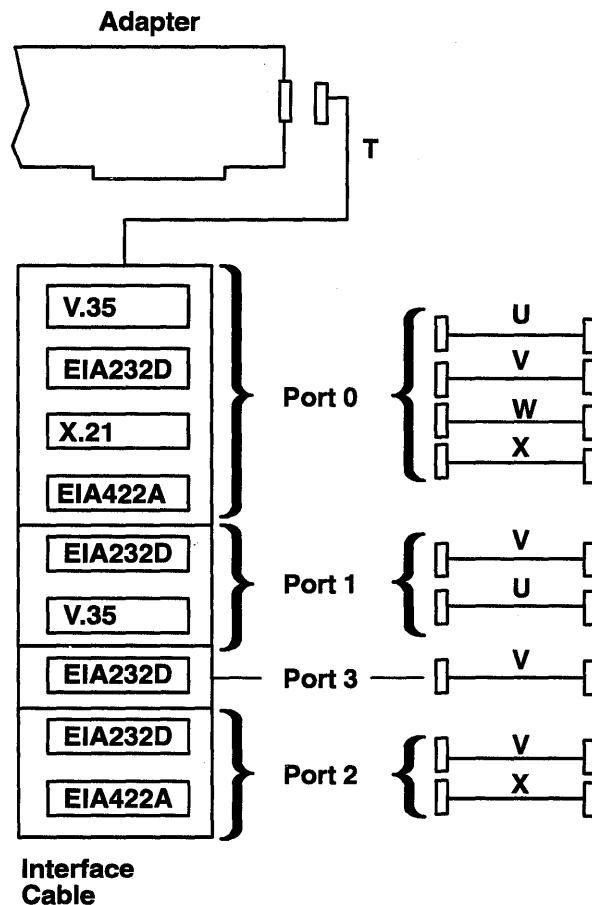 Adapter
T
V.35
EIA232D
X.21
EIA422A
Port 0
U
V
W
X
EIA232D
V.35
Port 1
V
U
EIA232D
Port 3
V
EIA232D
EIA422A
Port 2
V
X
Interface
Cable